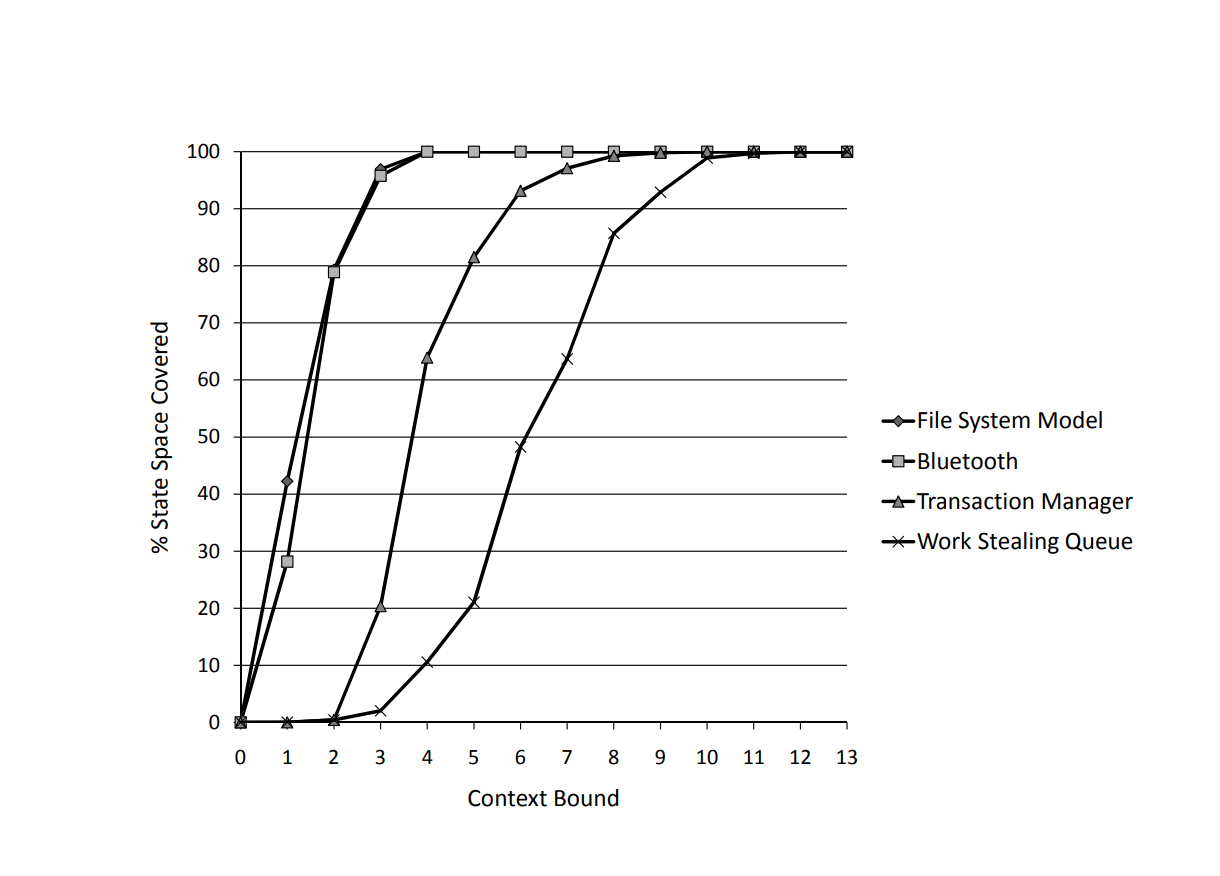 100
90
80
70
60
50
40
30
20
10
0
% State Space Covered
0 1 2 3 4 5 6 7 8 9 10 11 12 13
Context Bound
File System Model
Bluetooth
Transaction Manager
Work Stealing Queue